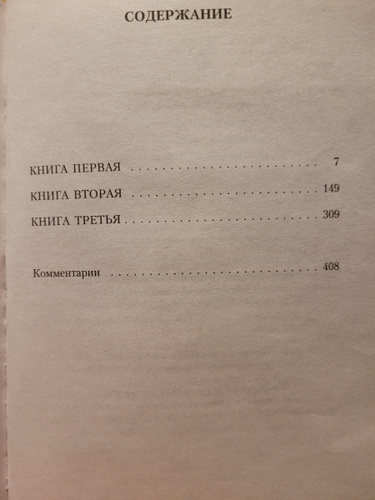 СОДЕРЖАНИЕ
КНИГА ПЕРВАЯ . . . . . . . . . . . . . . . . . . . . . . . . 7
КНИГА ВТОРАЯ . . . . . . . . . . . . . . . . . . . . . . . . 149
КНИГА ТРЕТЬЯ . . . . . . . . . . . . . . . . . . . . . . . . 309
Комментарии . . . . . . . . . . . . . . . . . . . . . . . . . . 408